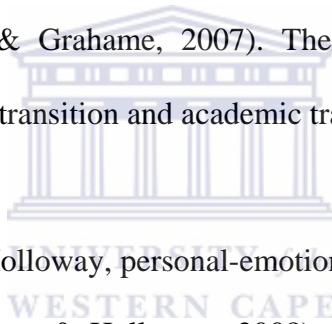 & Grahame, 2007). The
transition and academic tra
UNIVERSITY of the
olloway, personal-emotion
WESTERN CAPE